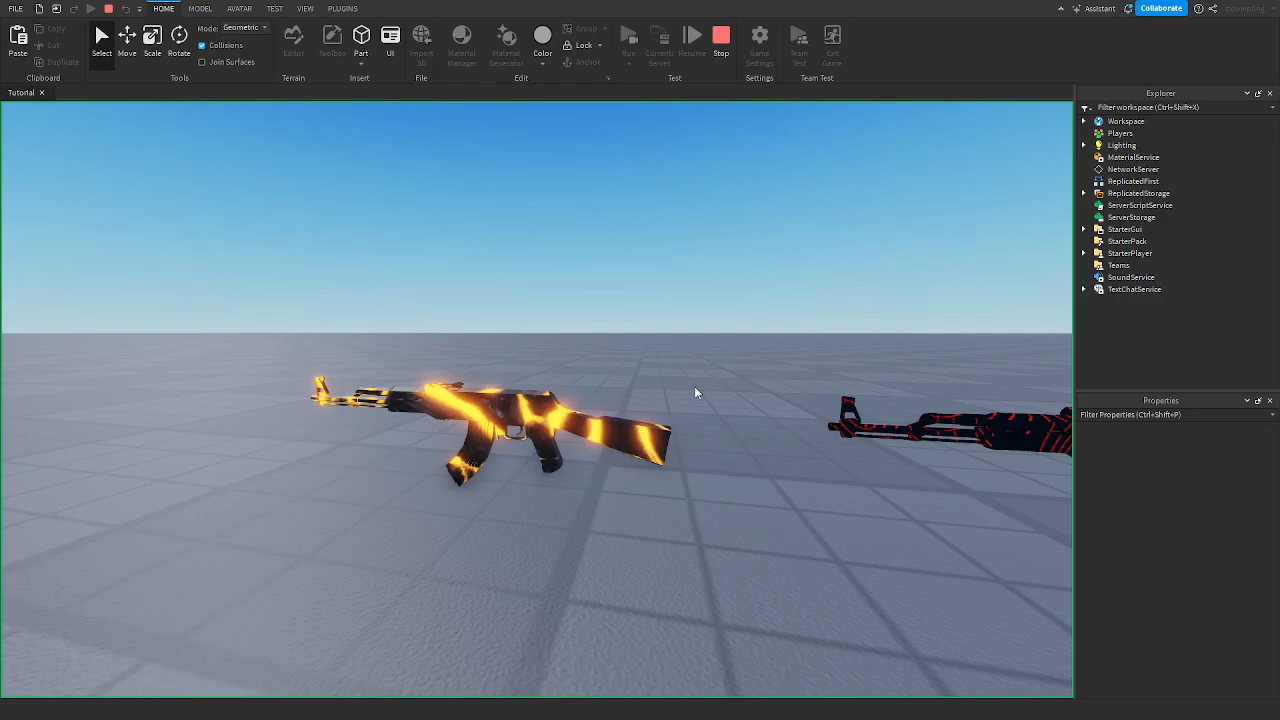 FILE HOME MODEL AVATAR TEST VIEW PLUGINS Assistant Collaborate
Paste Copy Cut Duplicate Select Move Scale Rotate Mode: Geometric Collisions Join Surfaces Editor Toolbox Part UI Import 3D Material Manager Material Generator Color Group Lock Anchor Run Current: Server Resume Stop Game Settings Team Test Exit Game
Clipboard Tools Terrain Insert File Edit Test Settings Team Test
Tutorial
Explorer
Filter workspace (Ctrl+Shift+X)
Workspace
Players
Lighting
MaterialService
NetworkServer
ReplicatedFirst
ReplicatedStorage
ServerScriptService
ServerStorage
StarterGui
StarterPack
StarterPlayer
Teams
SoundService
TextChatService
Properties
Filter Properties (Ctrl+Shift+P)